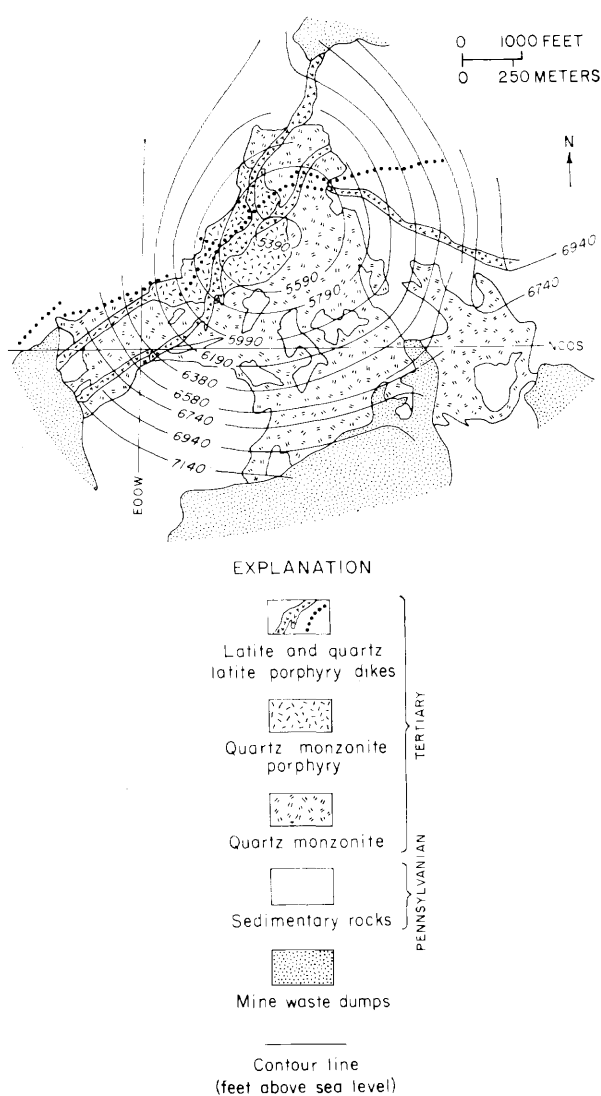 0 1000 FEET
0 250 METERS
N
5390
6940
5590
6740
5790
5990
6190
6380
6580
6740
6940
7140
E00W
EXPLANATION
Latite and quartz
latite porphyry dikes
Quartz monzonite
porphyry
TERTIARY
Quartz monzonite
Sedimentary rocks
PENNSYLVANIAN
Mine waste dumps
Contour line
(feet above sea level)